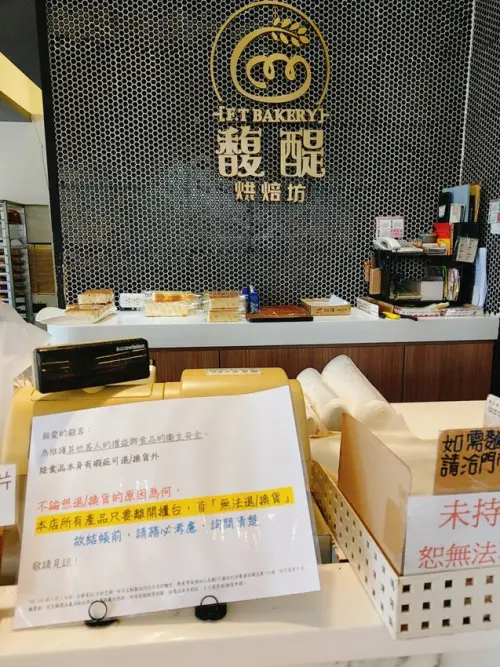 F.T BAKERY
馥醍
烘焙坊
親愛的顧客：
為維護其他客人的權益與食品的衛生安全，
除食品本身有瑕疵可退/換貨外
不論想退/換貨的原因為何，
本店所有產品只要離開擡台，皆『無法退/換貨』
故結帳前，請務必考慮、詢問清楚
敬請見諒！
如需
請洽門
未持
恕無法
片